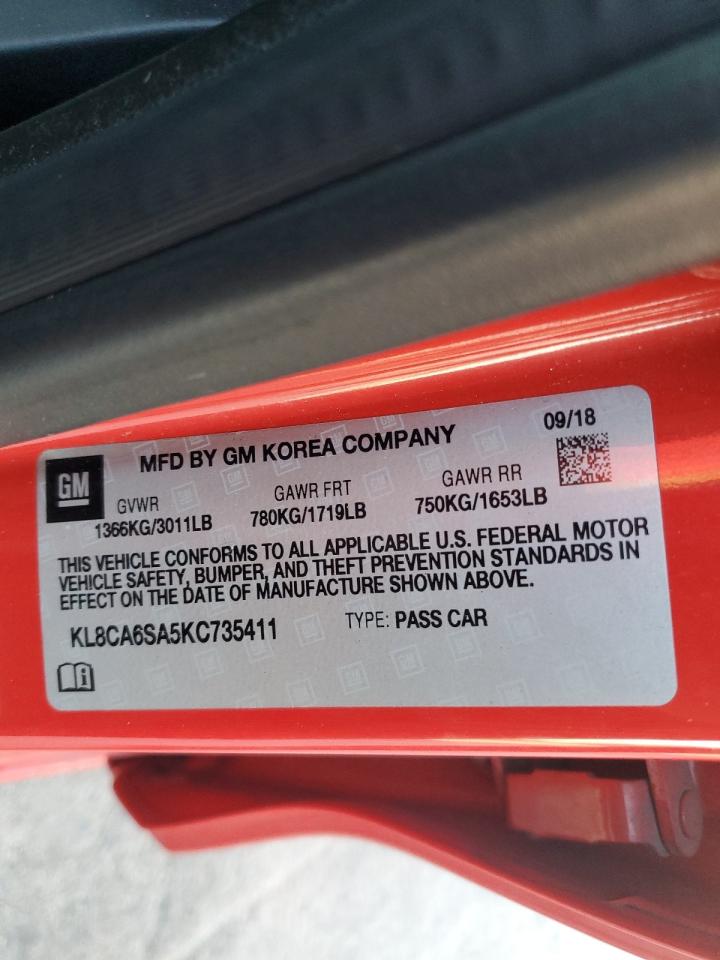 MFD BY GM KOREA COMPANY
09/18
GM
GVWR
GAWR FRT
GAWR RR
1366KG/3011LB
780KG/1719LB
750KG/1653LB
THIS VEHICLE CONFORMS TO ALL APPLICABLE U.S. FEDERAL MOTOR
VEHICLE SAFETY, BUMPER, AND THEFT PREVENTION STANDARDS IN
EFFECT ON THE DATE OF MANUFACTURE SHOWN ABOVE.
KL8CA6SA5KC735411
TYPE: PASS CAR